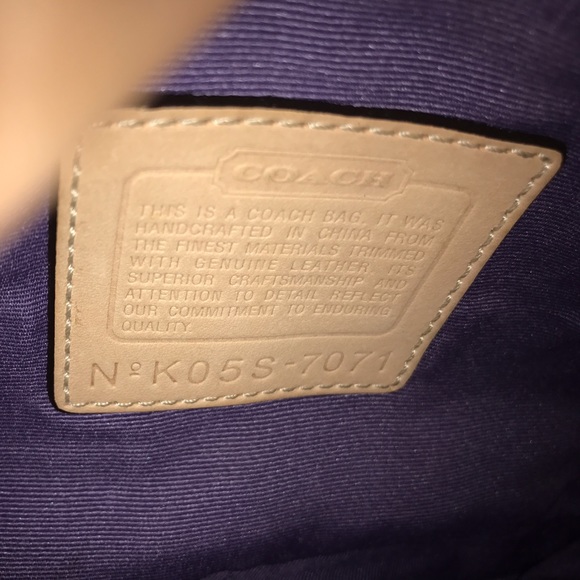 COACH
THIS IS A COACH BAG. IT WAS
HANDCRAFTED IN CHINA FROM
THE FINEST MATERIALS TRIMMED
WITH GENUINE LEATHER. ITS
SUPERIOR CRAFTSMANSHIP AND
ATTENTION TO DETAIL REFLECT
OUR COMMITMENT TO ENDURING
QUALITY.
Nº K05S-7071